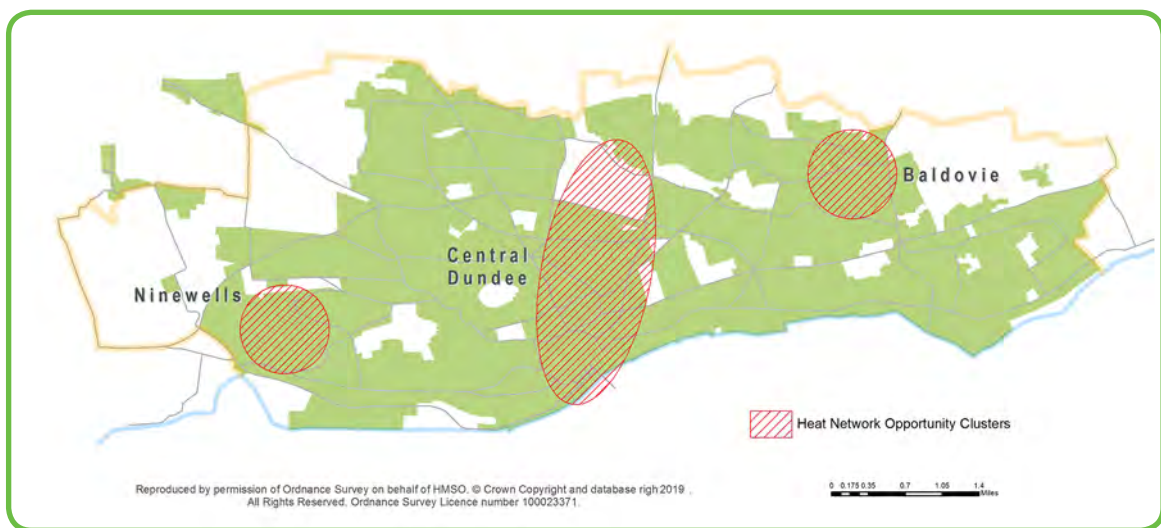 Baldovie
Central
Dundee
Ninewells
Heat Network Opportunity Clusters
Reproduced by permission of Ordnance Survey on behalf of HMSO. © Crown Copyright and database righ 2019 .
All Rights Reserved. Ordnance Survey Licence number 100023371.
0 0.175 0.35 0.7 1.05 1.4
Miles